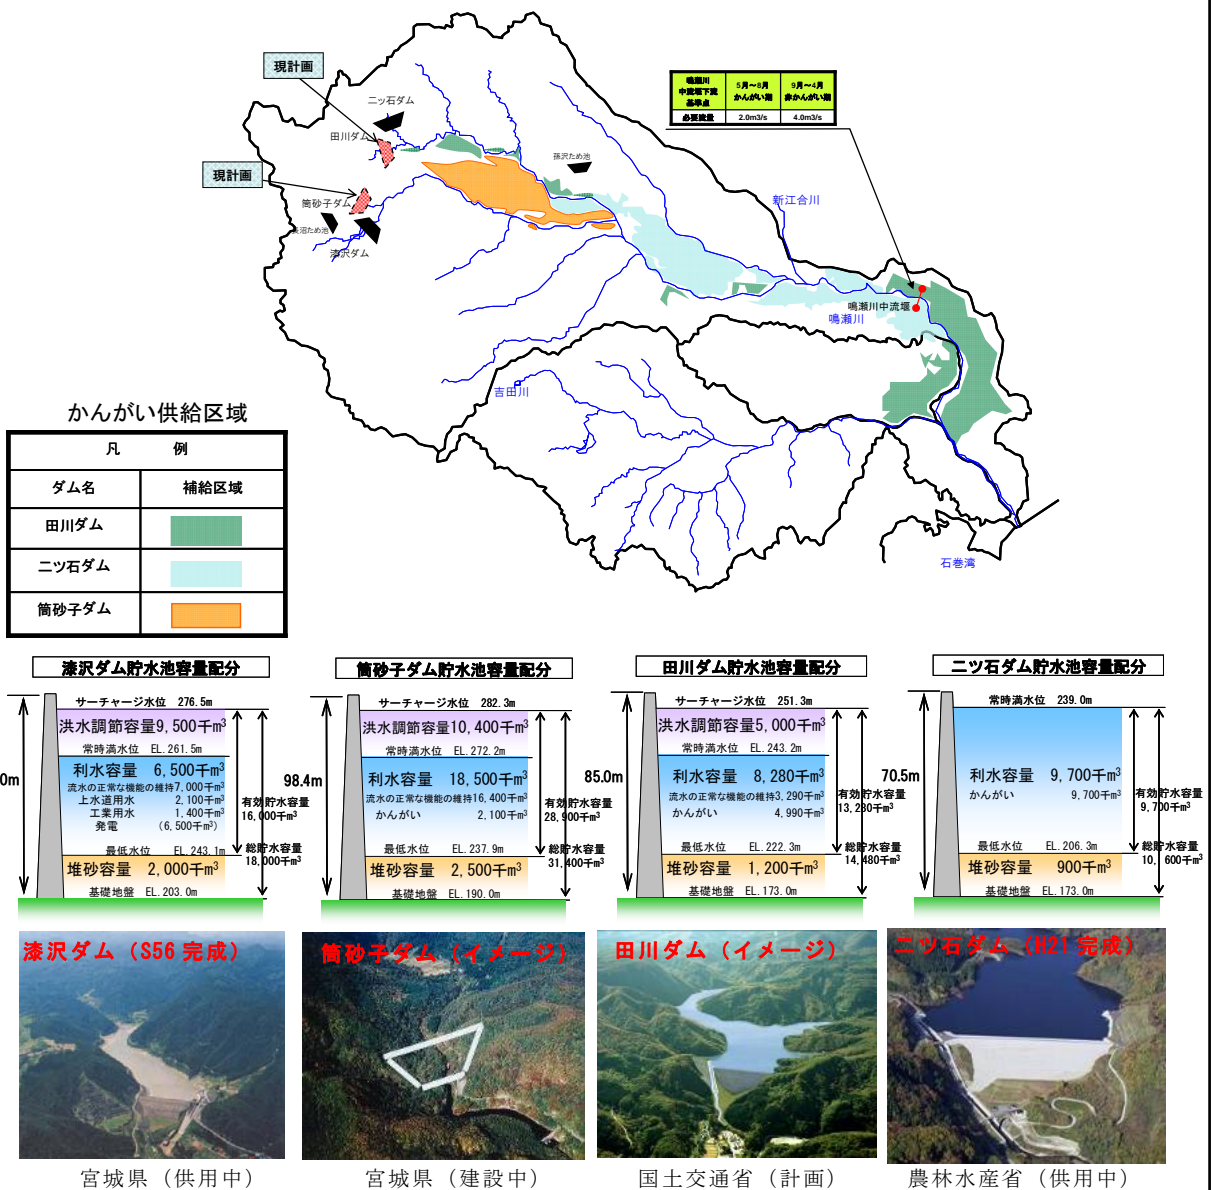 現計画
二ツ石ダム
田川ダム
現計画
筒砂子ダム
漆沢ダム
孫沢ため池
鳴瀬川
中流堰下流
基準点
5月～8月
かんがい期
9月～4月
非かんがい期
必要流量
2.0m3/s
4.0m3/s
新江合川
鳴瀬川中流堰
鳴瀬川
吉田川
石巻湾
かんがい供給区域
凡 例
ダム名 補給区域
田川ダム
二ツ石ダム
筒砂子ダム
漆沢ダム貯水池容量配分
サーチャージ水位 276.5m
洪水調節容量9,500千m³
常時満水位 EL.261.5m
利水容量 6,500千m³
流水の正常な機能の維持7,000千m³
上水道用水 2,100千m³
工業用水 1,400千m³
発電 (6,500千m³)
最低水位 EL.243.1m
堆砂容量 2,000千m³
基礎地盤 EL.203.0m
有効貯水容量
16,000千m³
総貯水容量
18,000千m³
0m
筒砂子ダム貯水池容量配分
サーチャージ水位 282.3m
洪水調節容量10,400千m³
常時満水位 EL.272.2m
利水容量 18,500千m³
流水の正常な機能の維持16,400千m³
かんがい 2,100千m³
最低水位 EL.237.9m
堆砂容量 2,500千m³
基礎地盤 EL.190.0m
有効貯水容量
28,900千m³
総貯水容量
31,400千m³
98.4m
田川ダム貯水池容量配分
サーチャージ水位 251.3m
洪水調節容量5,000千m³
常時満水位 EL.243.2m
利水容量 8,280千m³
流水の正常な機能の維持3,290千m³
かんがい 4,990千m³
最低水位 EL.222.3m
堆砂容量 1,200千m³
基礎地盤 EL.173.0m
有効貯水容量
13,280千m³
総貯水容量
14,480千m³
85.0m
二ツ石ダム貯水池容量配分
常時満水位 239.0m
利水容量 9,700千m³
かんがい 9,700千m³
最低水位 EL.206.3m
堆砂容量 900千m³
基礎地盤 EL.173.0m
有効貯水容量
9,700千m³
総貯水容量
10,600千m³
70.5m
漆沢ダム（S56 完成）
筒砂子ダム（イメージ）
田川ダム（イメージ）
二ツ石ダム（H21 完成）
宮城県（供用中）
宮城県（建設中）
国土交通省（計画）
農林水産省（供用中）